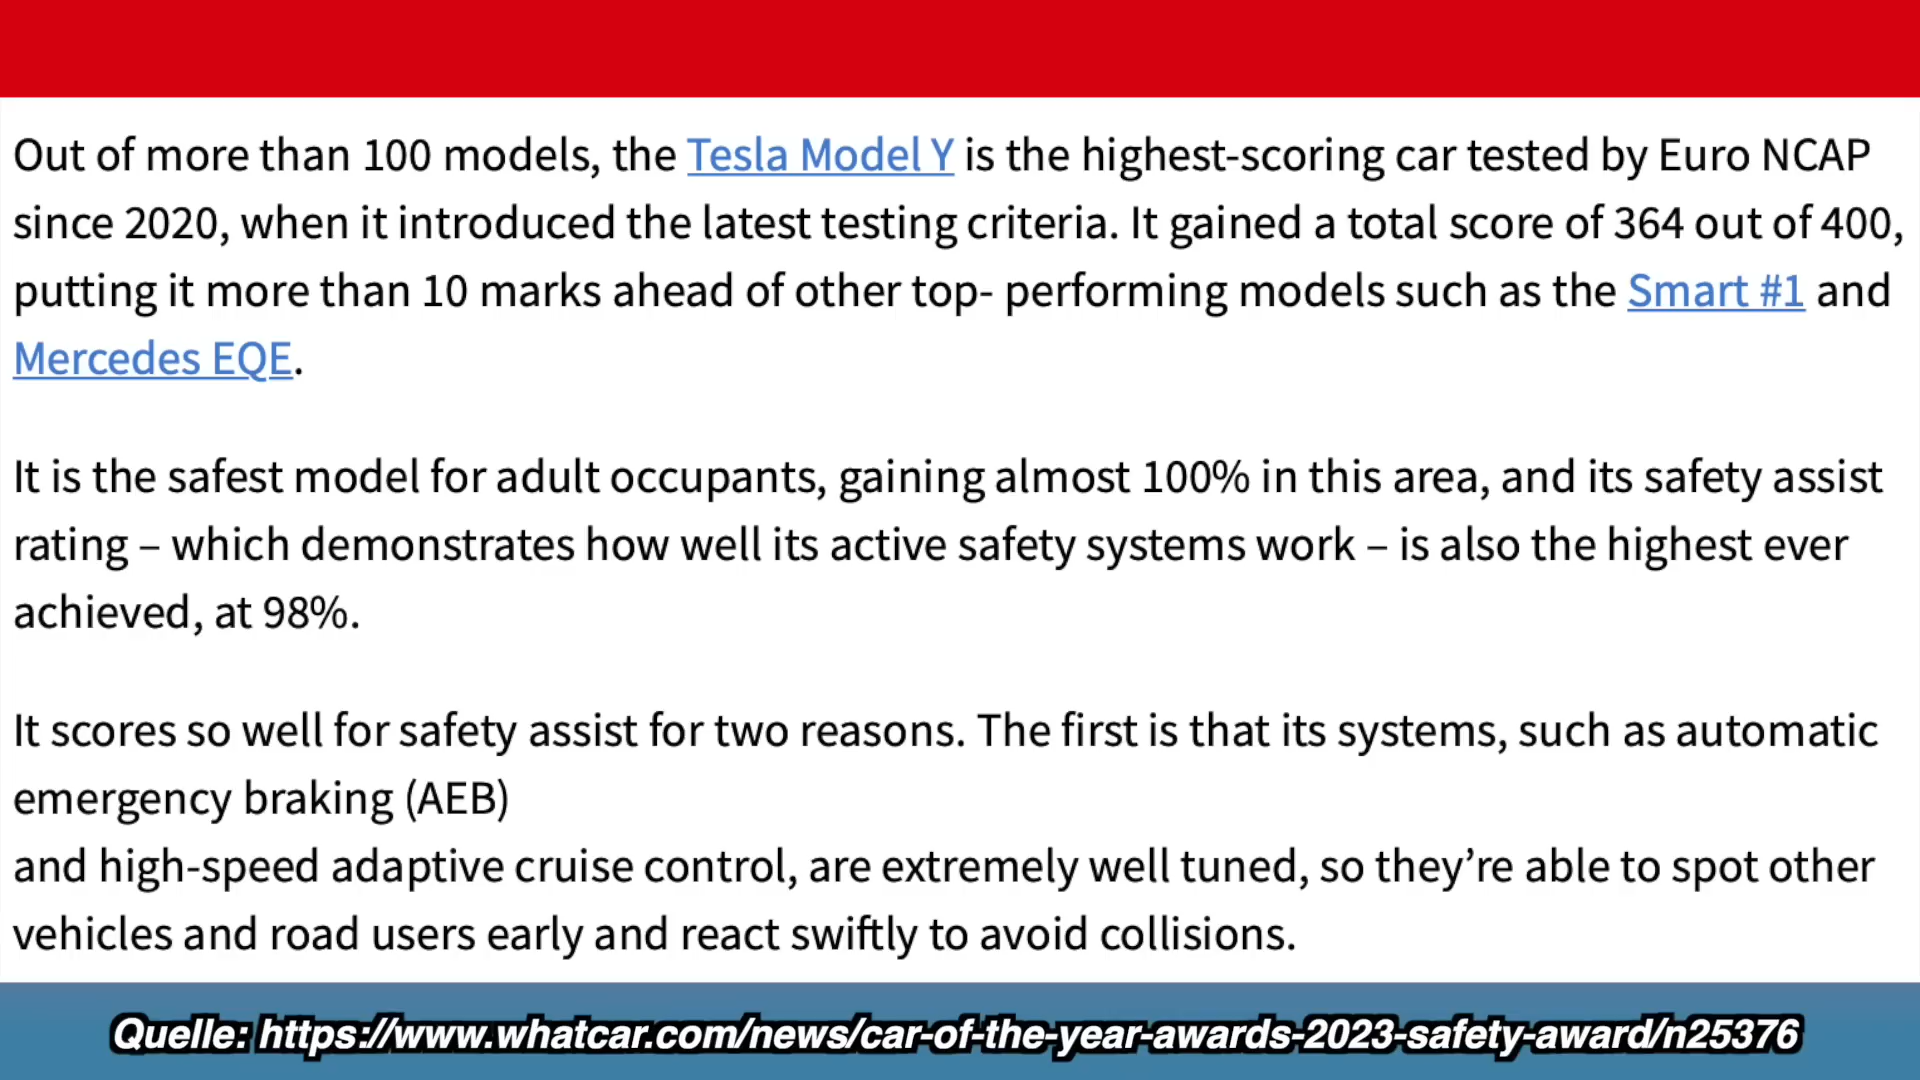 Out of more than 100 models, the Tesla Model Y is the highest-scoring car tested by Euro NCAP
since 2020, when it introduced the latest testing criteria. It gained a total score of 364 out of 400,
putting it more than 10 marks ahead of other top- performing models such as the Smart #1 and
Mercedes EQE.
It is the safest model for adult occupants, gaining almost 100% in this area, and its safety assist
rating – which demonstrates how well its active safety systems work – is also the highest ever
achieved, at 98%.
It scores so well for safety assist for two reasons. The first is that its systems, such as automatic
emergency braking (AEB)
and high-speed adaptive cruise control, are extremely well tuned, so they’re able to spot other
vehicles and road users early and react swiftly to avoid collisions.
Quelle: https://www.whatcar.com/news/car-of-the-year-awards-2023-safety-award/n25376